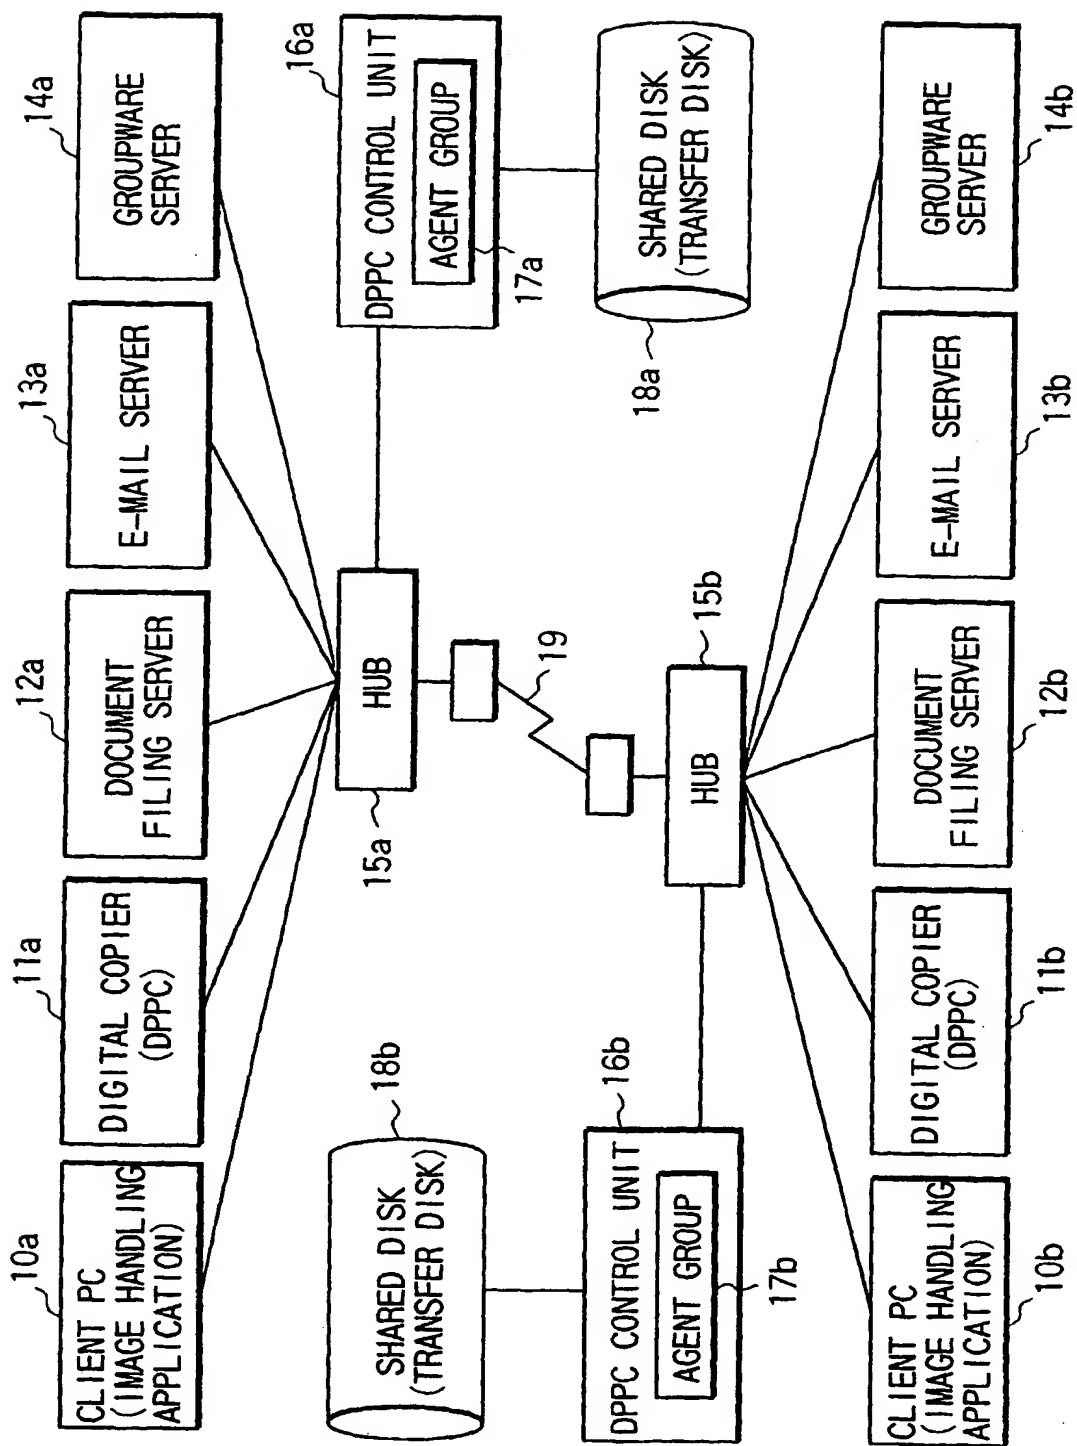 10a
CLIENT PC
(IMAGE HANDLING
APPLICATION)
11a
DIGITAL COPIER
(DPPC)
12a
DOCUMENT
FILING SERVER
13a
E-MAIL SERVER
14a
GROUPWARE
SERVER
18b
SHARED DISK
(TRANSFER DISK)
HUB
15a
16a
DPPC CONTROL UNIT
AGENT GROUP
17a
19
16b
DPPC CONTROL UNIT
AGENT GROUP
17b
15b
HUB
SHARED DISK
(TRANSFER DISK)
18a
CLIENT PC
(IMAGE HANDLING
APPLICATION)
10b
DIGITAL COPIER
(DPPC)
11b
DOCUMENT
FILING SERVER
12b
E-MAIL SERVER
13b
GROUPWARE
SERVER
14b